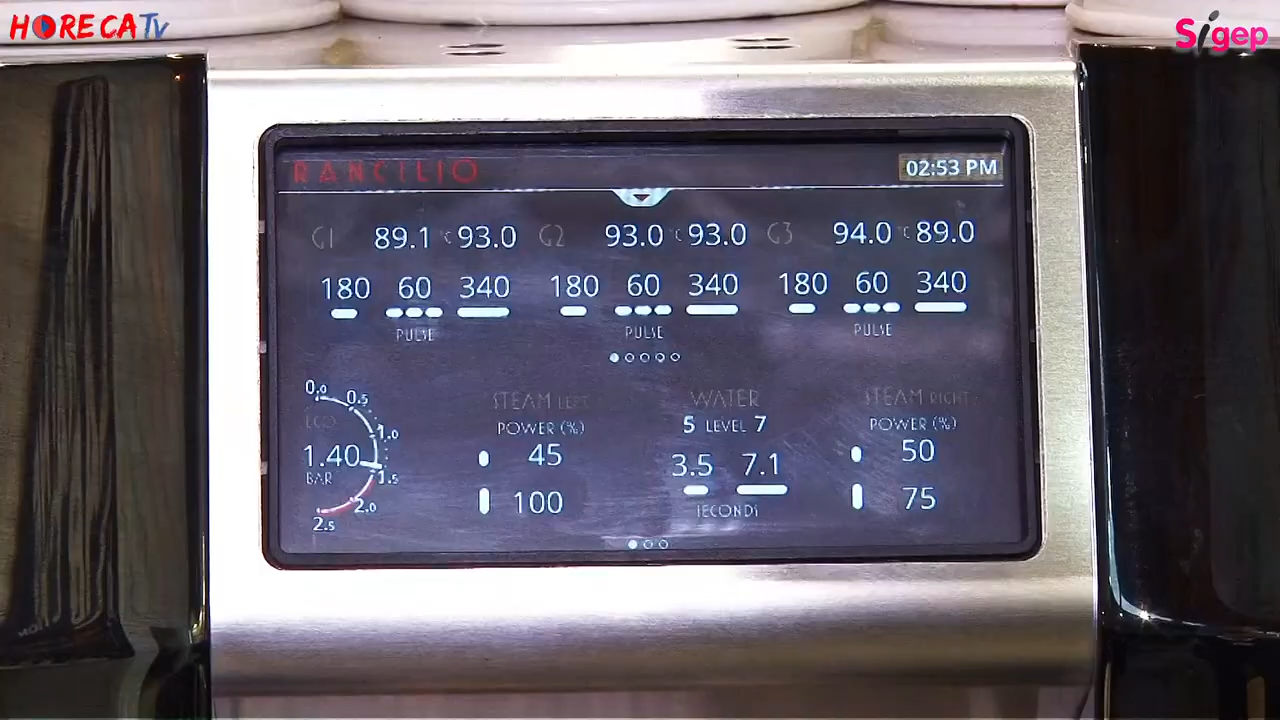 HORECATV
Sigep
RANCILIO 02:53 PM
G1 89.1 °C 93.0 G2 93.0 °C 93.0 G3 94.0 °C 89.0
180 60 340 180 60 340 180 60 340
PULSE PULSE PULSE
0.0
0.5
ECO
1.0
1.40
BAR
1.5
2.0
2.5
STEAM LEFT
POWER (%)
45
100
WATER
5 LEVEL 7
3.5 7.1
SECONDS
STEAM RIGHT
POWER (%)
50
75